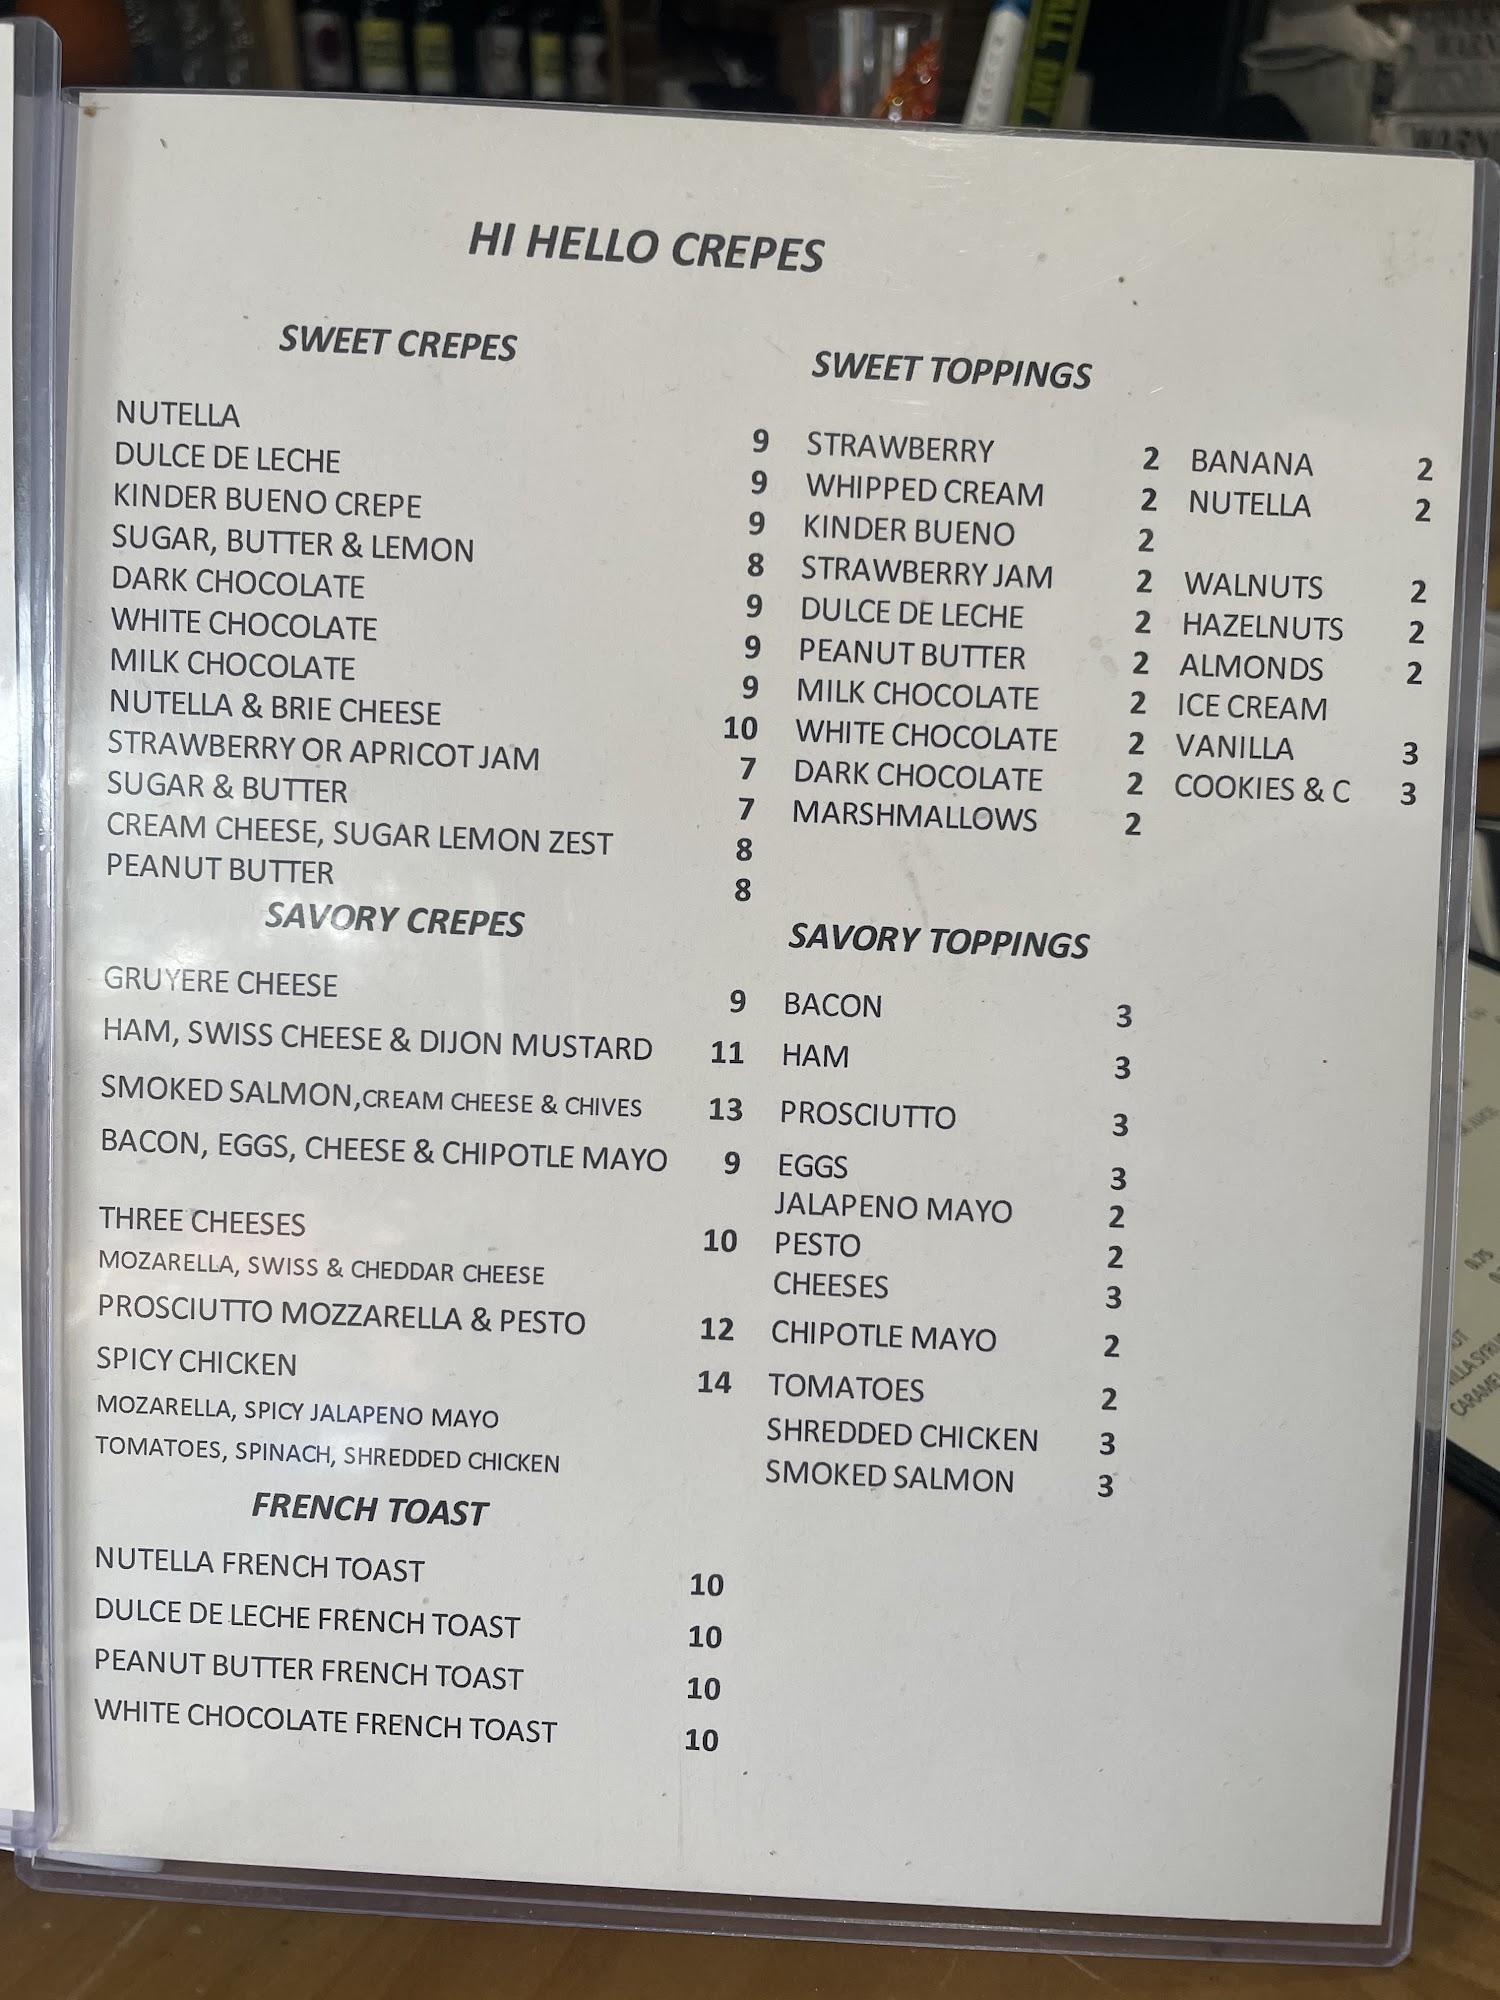 HI HELLO CREPES
SWEET CREPES
NUTELLA 9
DULCE DE LECHE 9
KINDER BUENO CREPE 9
SUGAR, BUTTER & LEMON 8
DARK CHOCOLATE 9
WHITE CHOCOLATE 9
MILK CHOCOLATE 9
NUTELLA & BRIE CHEESE 10
STRAWBERRY OR APRICOT JAM 7
SUGAR & BUTTER 7
CREAM CHEESE, SUGAR LEMON ZEST 8
PEANUT BUTTER 8
SWEET TOPPINGS
STRAWBERRY 2 BANANA 2
WHIPPED CREAM 2 NUTELLA 2
KINDER BUENO 2
STRAWBERRY JAM 2 WALNUTS 2
DULCE DE LECHE 2 HAZELNUTS 2
PEANUT BUTTER 2 ALMONDS 2
MILK CHOCOLATE 2 ICE CREAM
WHITE CHOCOLATE 2 VANILLA 3
DARK CHOCOLATE 2 COOKIES & C 3
MARSHMALLOWS 2
SAVORY CREPES
GRUYERE CHEESE 9
HAM, SWISS CHEESE & DIJON MUSTARD 11
SMOKED SALMON,CREAM CHEESE & CHIVES 13
BACON, EGGS, CHEESE & CHIPOTLE MAYO 9
THREE CHEESES 10
MOZARELLA, SWISS & CHEDDAR CHEESE
PROSCIUTTO MOZZARELLA & PESTO 12
SPICY CHICKEN 14
MOZARELLA, SPICY JALAPENO MAYO
TOMATOES, SPINACH, SHREDDED CHICKEN
SAVORY TOPPINGS
BACON 3
HAM 3
PROSCIUTTO 3
EGGS 3
JALAPENO MAYO 2
PESTO 2
CHEESES 3
CHIPOTLE MAYO 2
TOMATOES 2
SHREDDED CHICKEN 3
SMOKED SALMON 3
FRENCH TOAST
NUTELLA FRENCH TOAST 10
DULCE DE LECHE FRENCH TOAST 10
PEANUT BUTTER FRENCH TOAST 10
WHITE CHOCOLATE FRENCH TOAST 10
0.75